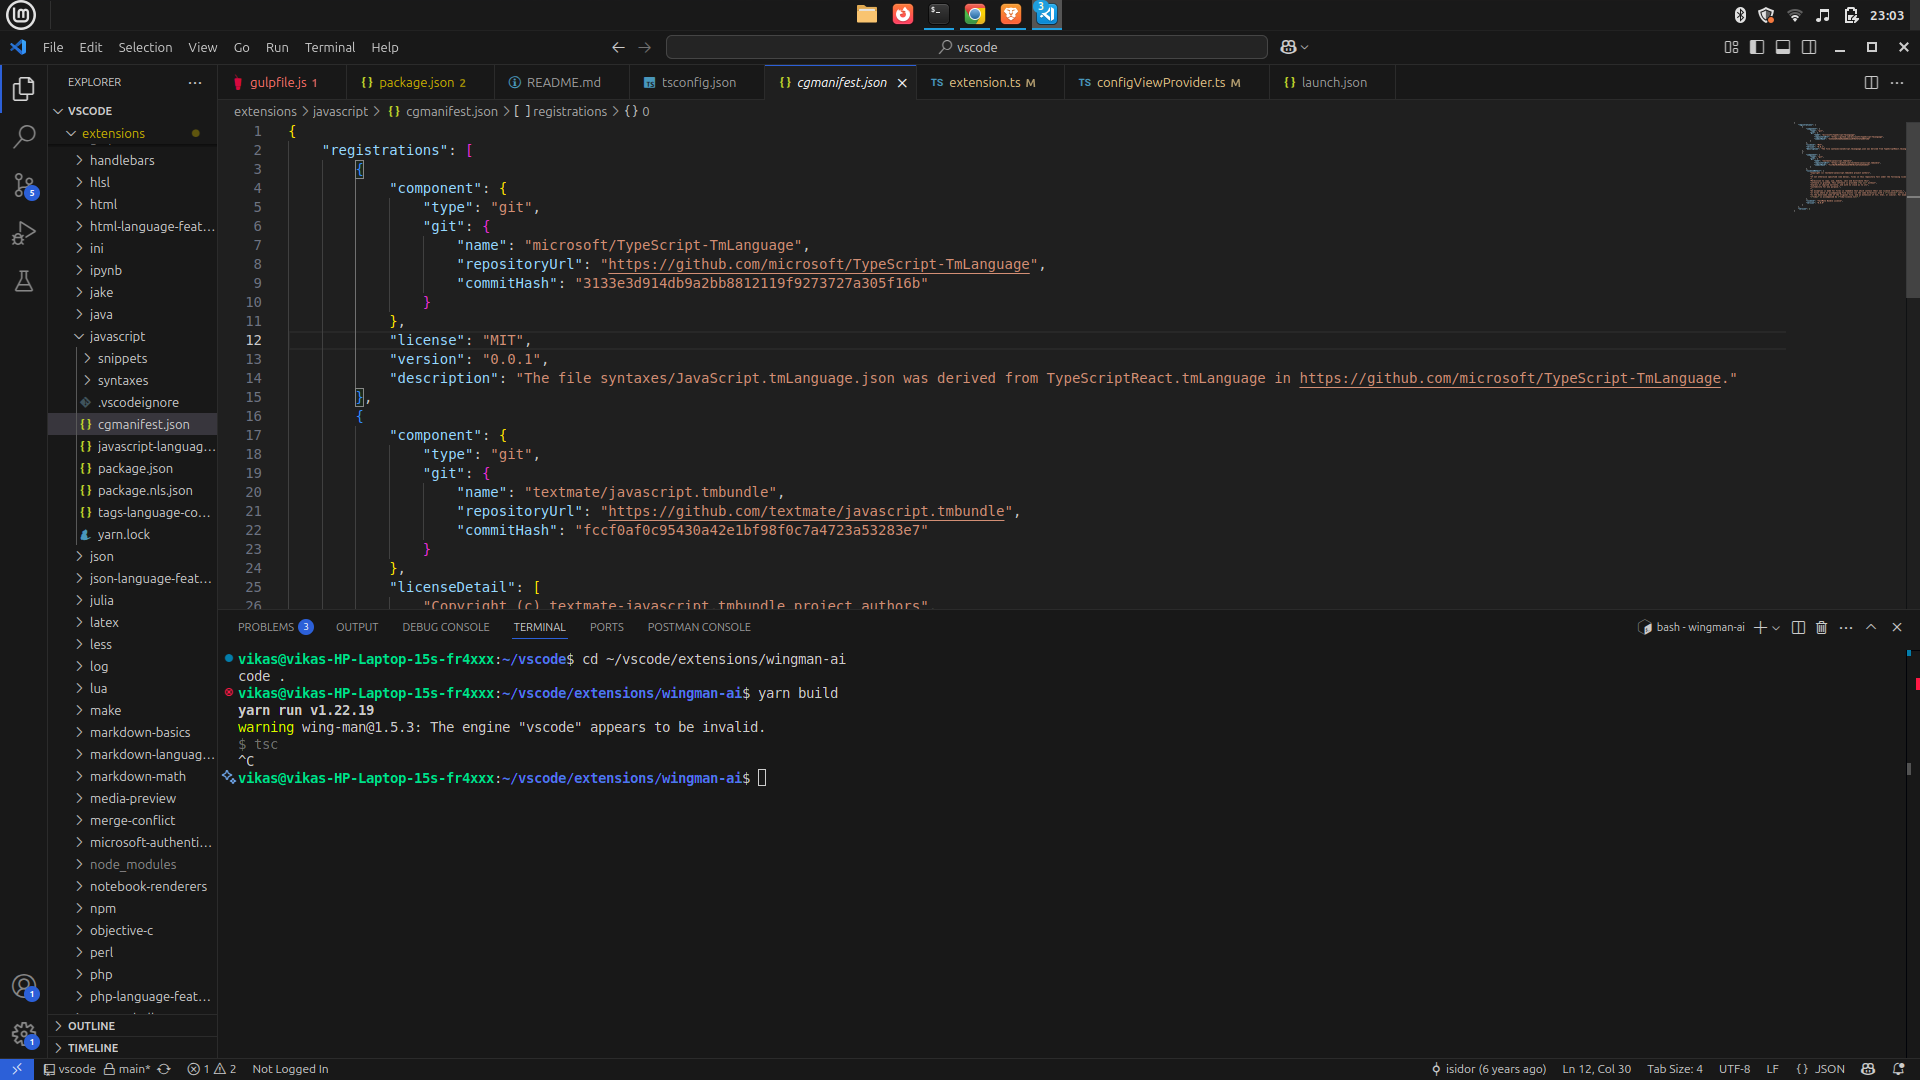 23:03
File Edit Selection View Go Run Terminal Help
vscode
EXPLORER
gulpfile.js 1
package.json 2
README.md
tsconfig.json
cgmanifest.json
TS extension.ts M
TS configViewProvider.ts M
launch.json
VSCODE
extensions
handlebars
hlsl
html
html-language-feat...
ini
ipynb
jake
java
javascript
snippets
syntaxes
.vscodeignore
cgmanifest.json
javascript-languag...
package.json
package.nls.json
tags-language-co...
yarn.lock
json
json-language-feat...
julia
latex
less
log
lua
make
markdown-basics
markdown-languag...
markdown-math
media-preview
merge-conflict
microsoft-authenti...
node_modules
notebook-renderers
npm
objective-c
perl
php
php-language-feat...
OUTLINE
TIMELINE
extensions > javascript > {} cgmanifest.json > [ ] registrations > {} 0
1 {
2 "registrations": [
3 {
4 "component": {
5 "type": "git",
6 "git": {
7 "name": "microsoft/TypeScript-TmLanguage",
8 "repositoryUrl": "https://github.com/microsoft/TypeScript-TmLanguage",
9 "commitHash": "3133e3d914db9a2bb8812119f9273727a305f16b"
10 }
11 },
12 "license": "MIT",
13 "version": "0.0.1",
14 "description": "The file syntaxes/JavaScript.tmLanguage.json was derived from TypeScriptReact.tmLanguage in https://github.com/microsoft/TypeScript-TmLanguage."
15 },
16 {
17 "component": {
18 "type": "git",
19 "git": {
20 "name": "textmate/javascript.tmbundle",
21 "repositoryUrl": "https://github.com/textmate/javascript.tmbundle",
22 "commitHash": "fccf0af0c95430a42e1bf98f0c7a4723a53283e7"
23 }
24 },
25 "licenseDetail": [
26 "Copyright (c) textmate-javascript.tmbundle project authors",
PROBLEMS 3 OUTPUT DEBUG CONSOLE TERMINAL PORTS POSTMAN CONSOLE
bash - wingman-ai
vikas@vikas-HP-Laptop-15s-fr4xxx:~/vscode$ cd ~/vscode/extensions/wingman-ai
code .
vikas@vikas-HP-Laptop-15s-fr4xxx:~/vscode/extensions/wingman-ai$ yarn build
yarn run v1.22.19
warning wing-man@1.5.3: The engine "vscode" appears to be invalid.
$ tsc
^C
vikas@vikas-HP-Laptop-15s-fr4xxx:~/vscode/extensions/wingman-ai$
5
3
1
1
vscode main* 1 2 Not Logged In
isidor (6 years ago) Ln 12, Col 30 Tab Size: 4 UTF-8 LF {} JSON